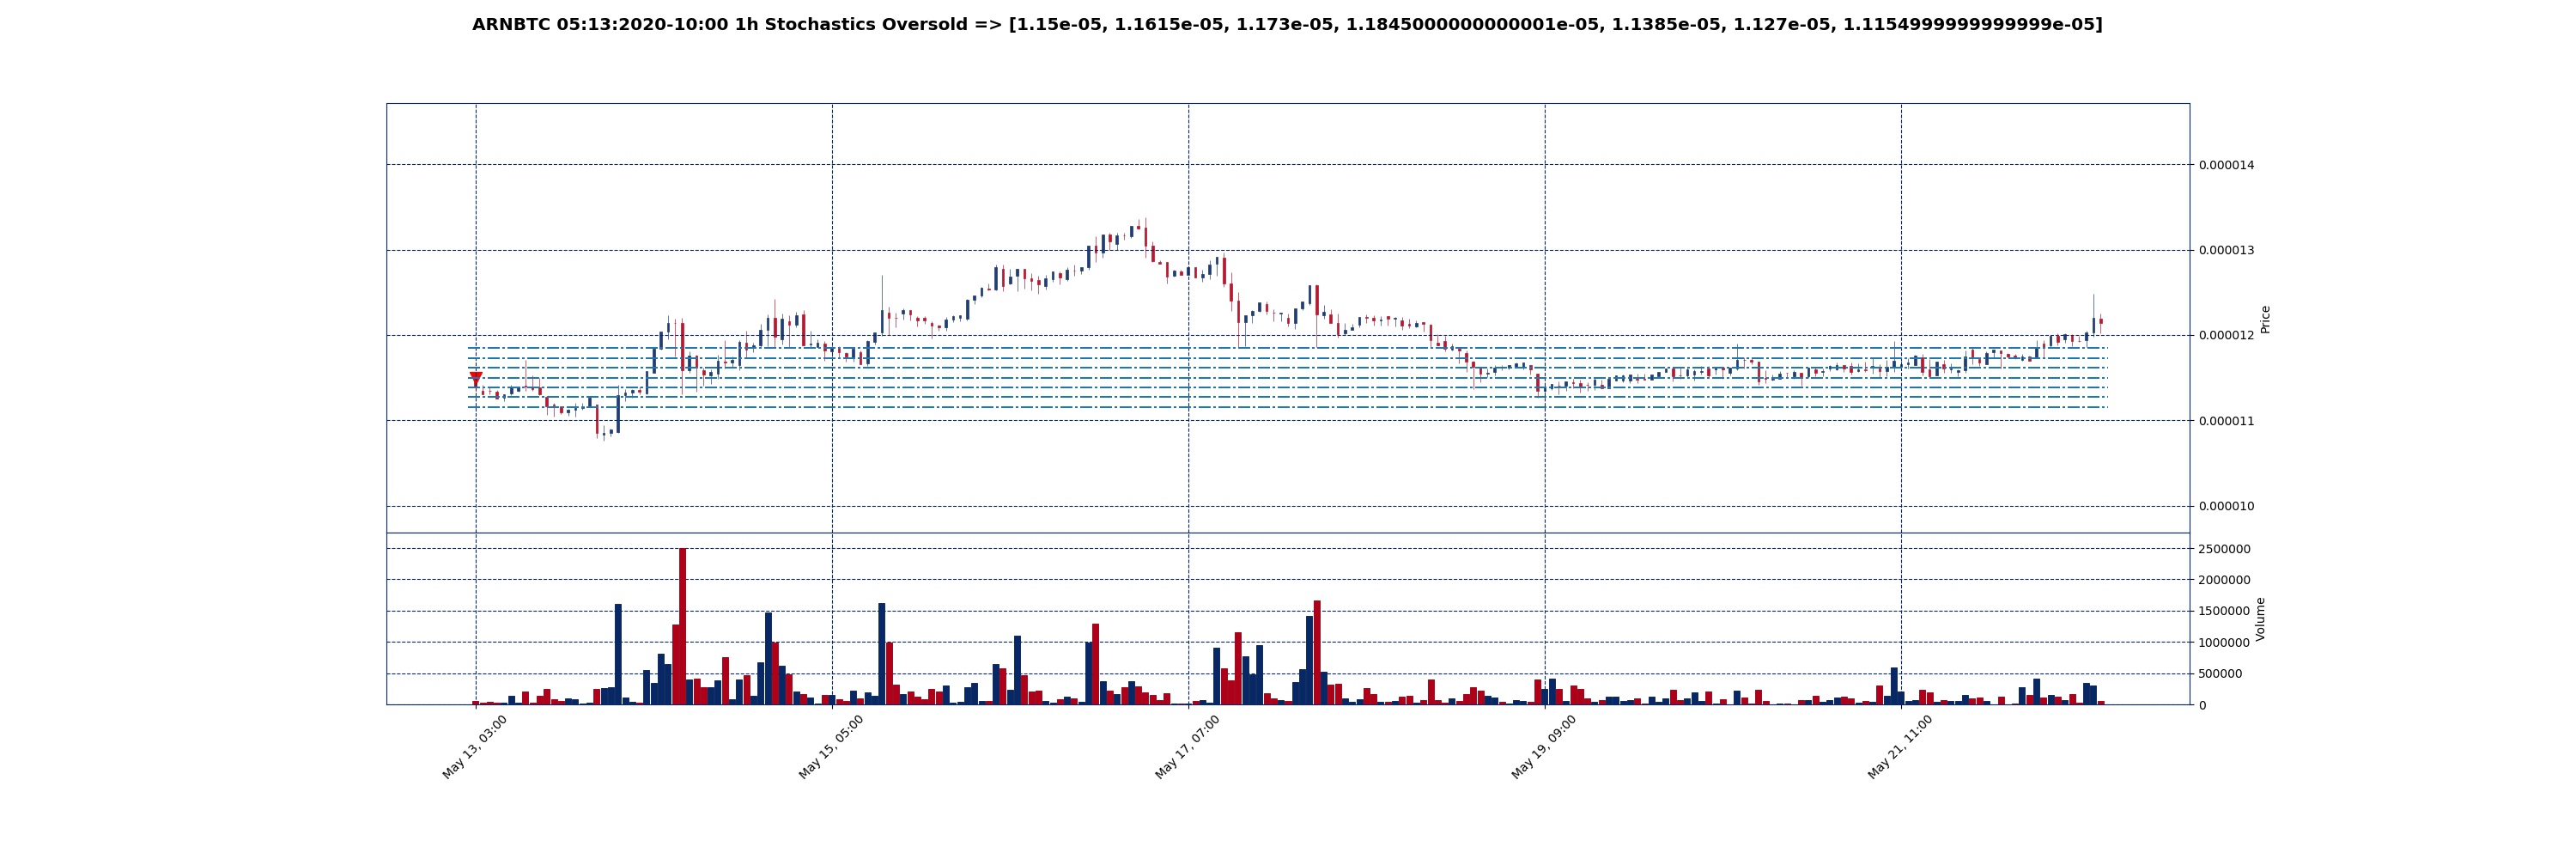 ARNBTC 05:13:2020-10:00 1h Stochastics Oversold => [1.15e-05, 1.1615e-05, 1.173e-05, 1.1845000000000001e-05, 1.1385e-05, 1.127e-05, 1.1154999999999999e-05]
0.000014
0.000013
0.000012
0.000011
0.000010
Price
2500000
2000000
1500000
1000000
500000
0
Volume
May 13, 03:00
May 15, 05:00
May 17, 07:00
May 19, 09:00
May 21, 11:00